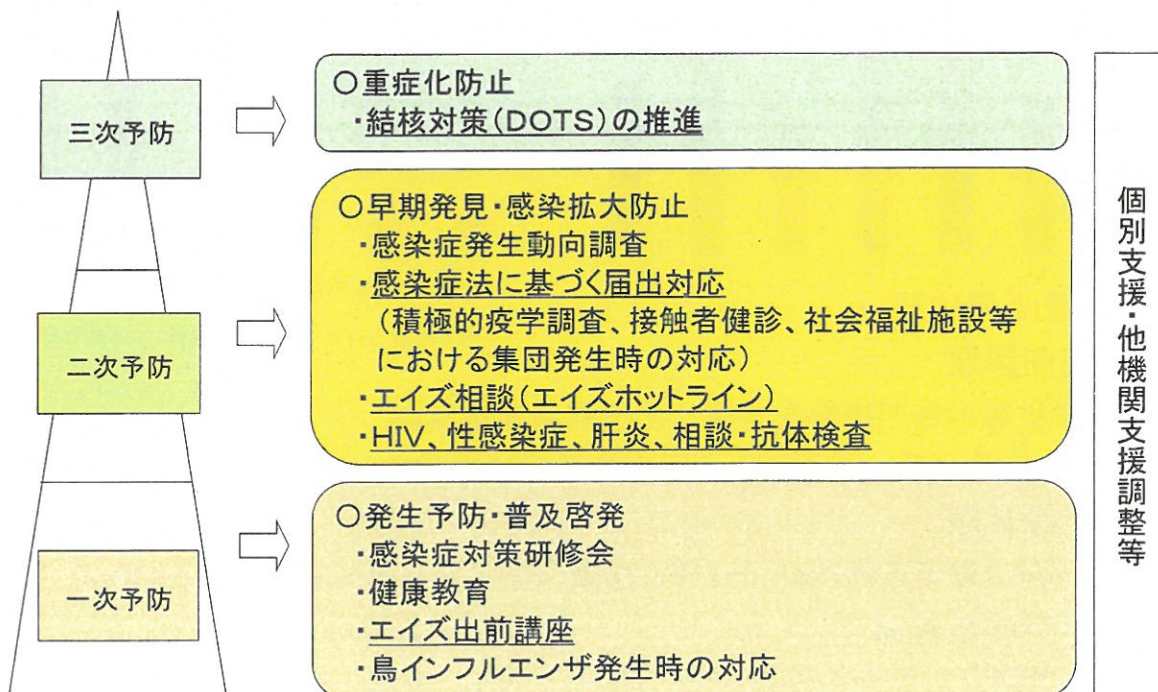 三次予防
○重症化防止
・結核対策(DOTS)の推進
二次予防
○早期発見・感染拡大防止
・感染症発生動向調査
・感染症法に基づく届出対応
(積極的疫学調査、接触者健診、社会福祉施設等
における集団発生時の対応)
・エイズ相談(エイズホットライン)
・HIV、性感染症、肝炎、相談・抗体検査
一次予防
○発生予防・普及啓発
・感染症対策研修会
・健康教育
・エイズ出前講座
・鳥インフルエンザ発生時の対応
個別支援・他機関支援調整等